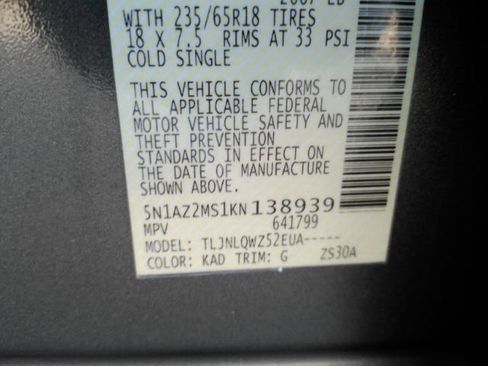 2667 LB
WITH 235/65R18 TIRES
18 X 7.5 RIMS AT 33 PSI
COLD SINGLE
THIS VEHICLE CONFORMS TO
ALL APPLICABLE FEDERAL
MOTOR VEHICLE SAFETY AND
THEFT PREVENTION
STANDARDS IN EFFECT ON
THE DATE OF MANUFACTURE
SHOWN ABOVE.
5N1AZ2MS1KN138939
MPV 641799
MODEL: TLJNLQWZ52EUA-----
COLOR: KAD TRIM: G ZS30A